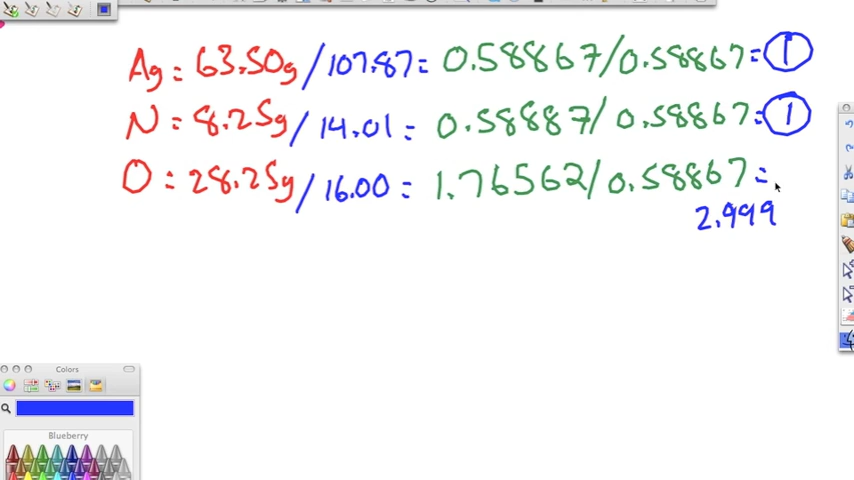 Ag = 63.50g / 107.87 = 0.58867 / 0.58867 = 1
N = 8.25g / 14.01 = 0.58887 / 0.58867 = 1
O = 28.25g / 16.00 = 1.76562 / 0.58867 =
2.999
Colors
Blueberry